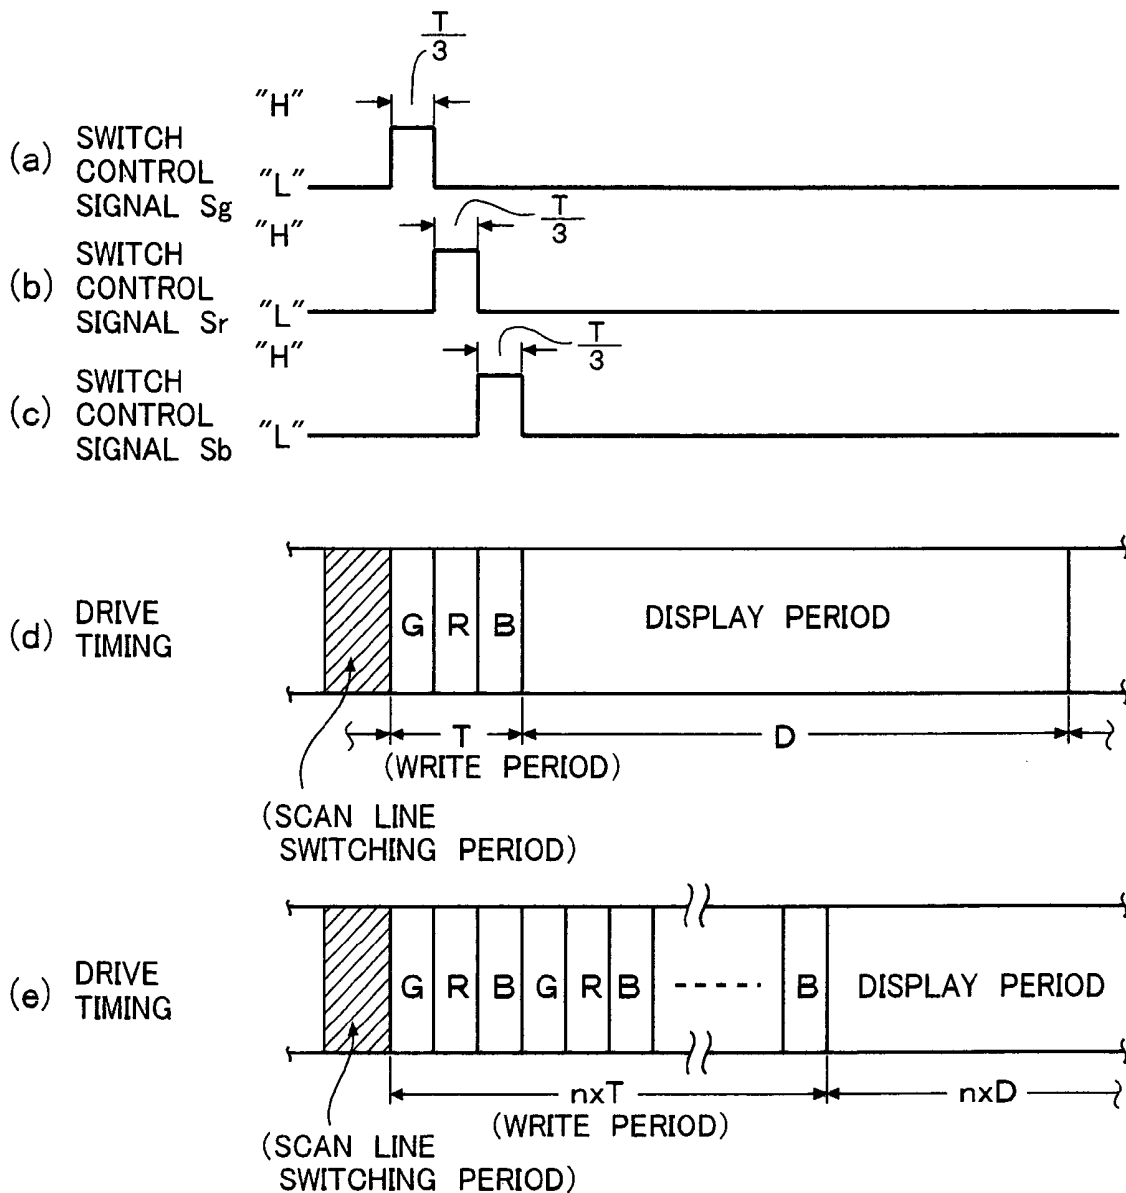 T
3
"H"
(a) SWITCH
CONTROL
SIGNAL Sg
"L"
T
3
"H"
(b) SWITCH
CONTROL
SIGNAL Sr
"L"
T
3
"H"
(c) SWITCH
CONTROL
SIGNAL Sb
"L"
(d) DRIVE
TIMING
G R B DISPLAY PERIOD
T D
(WRITE PERIOD)
(SCAN LINE
SWITCHING PERIOD)
(e) DRIVE
TIMING
G R B G R B ----- B DISPLAY PERIOD
nxT nxD
(WRITE PERIOD)
(SCAN LINE
SWITCHING PERIOD)